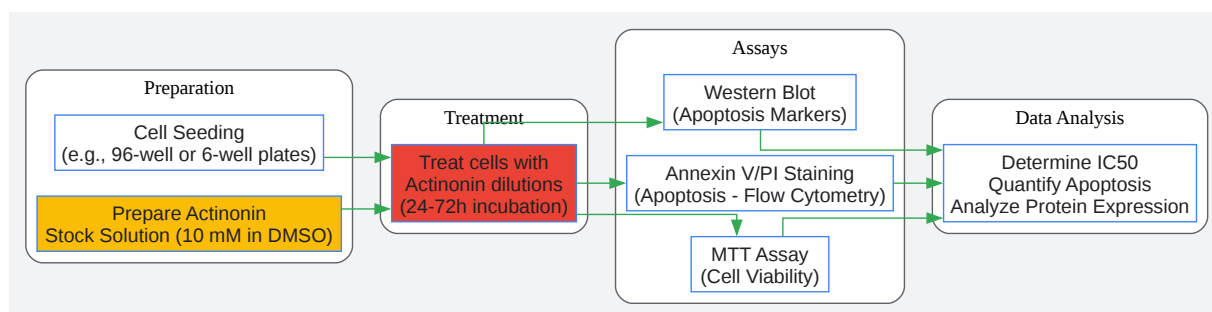 Preparation
Cell Seeding
(e.g., 96-well or 6-well plates)
Prepare Actinonin
Stock Solution (10 mM in DMSO)
Treatment
Treat cells with
Actinonin dilutions
(24-72h incubation)
Assays
Western Blot
(Apoptosis Markers)
Annexin V/PI Staining
(Apoptosis - Flow Cytometry)
MTT Assay
(Cell Viability)
Data Analysis
Determine IC50
Quantify Apoptosis
Analyze Protein Expression